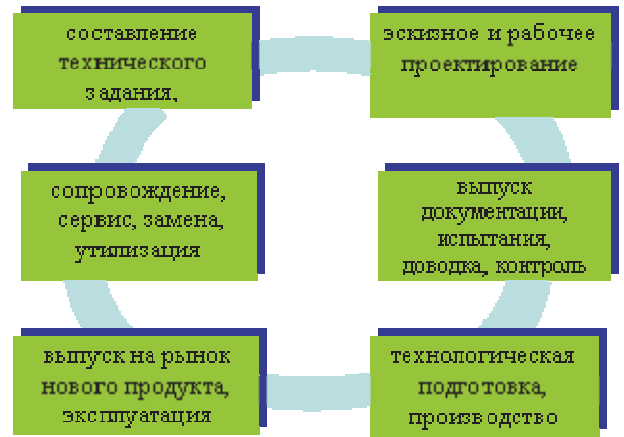 составление
технического
задания,
эскизное и рабочее
проектирование
выпуск
документации,
испытания,
доводка, контроль
технологическая
подготовка,
производство
выпуск на рынок
нового продукта,
эксплуатация
сопровождение,
сервис, замена,
утилизация